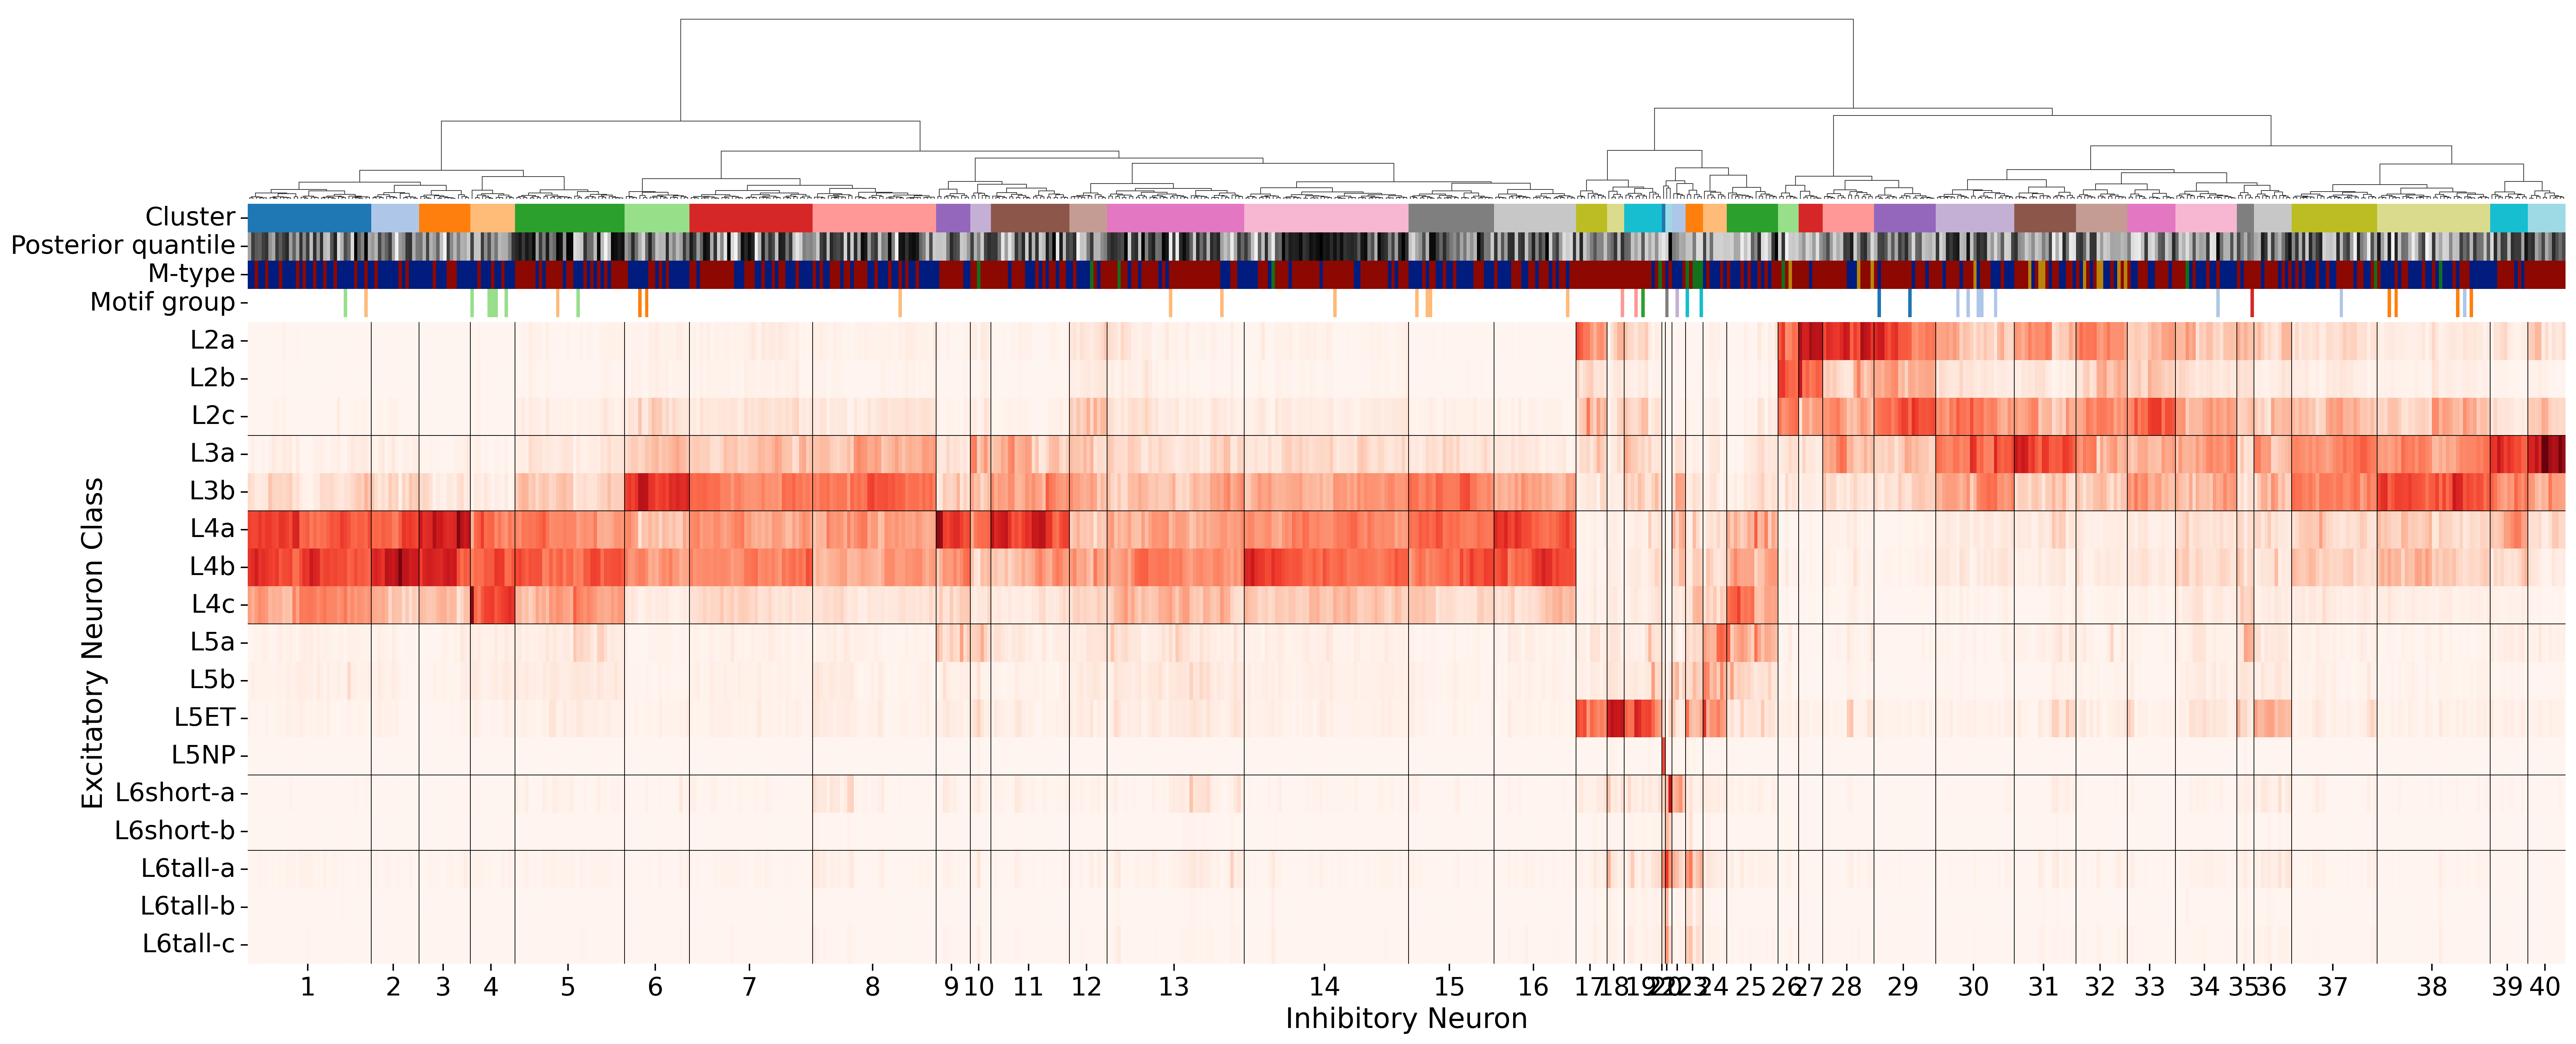 Cluster
Posterior quantile
M-type
Motif group
L2a
L2b
L2c
L3a
L3b
L4a
L4b
L4c
L5a
L5b
L5ET
L5NP
L6short-a
L6short-b
L6tall-a
L6tall-b
L6tall-c
Excitatory Neuron Class
1 2 3 4 5 6 7 8 9 10 11 12 13 14 15 16 17 18 19 24 25 26 27 28 29 30 31 32 33 34 35 36 37 38 39 40
Inhibitory Neuron